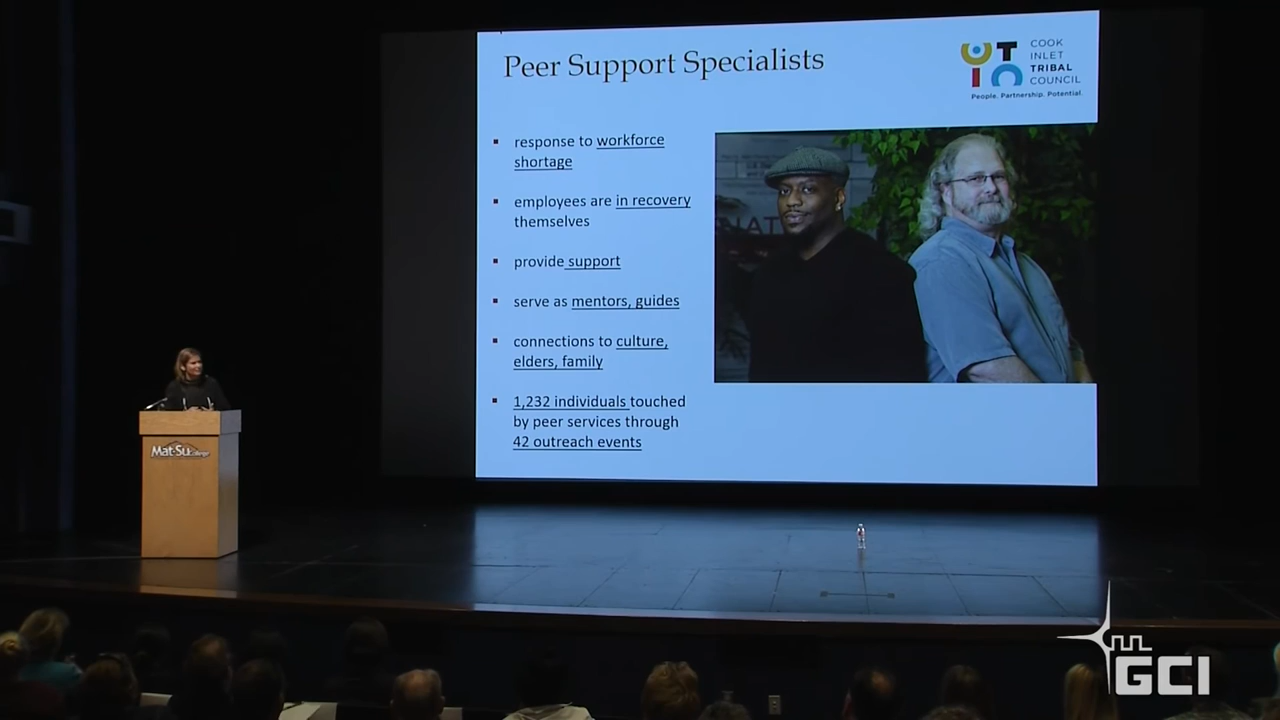 Peer Support Specialists
COOK
INLET
TRIBAL
COUNCIL
People. Partnership. Potential.
▪ response to workforce
shortage
▪ employees are in recovery
themselves
▪ provide support
▪ serve as mentors, guides
▪ connections to culture,
elders, family
▪ 1,232 individuals touched
by peer services through
42 outreach events
Mat-Su College
GCI